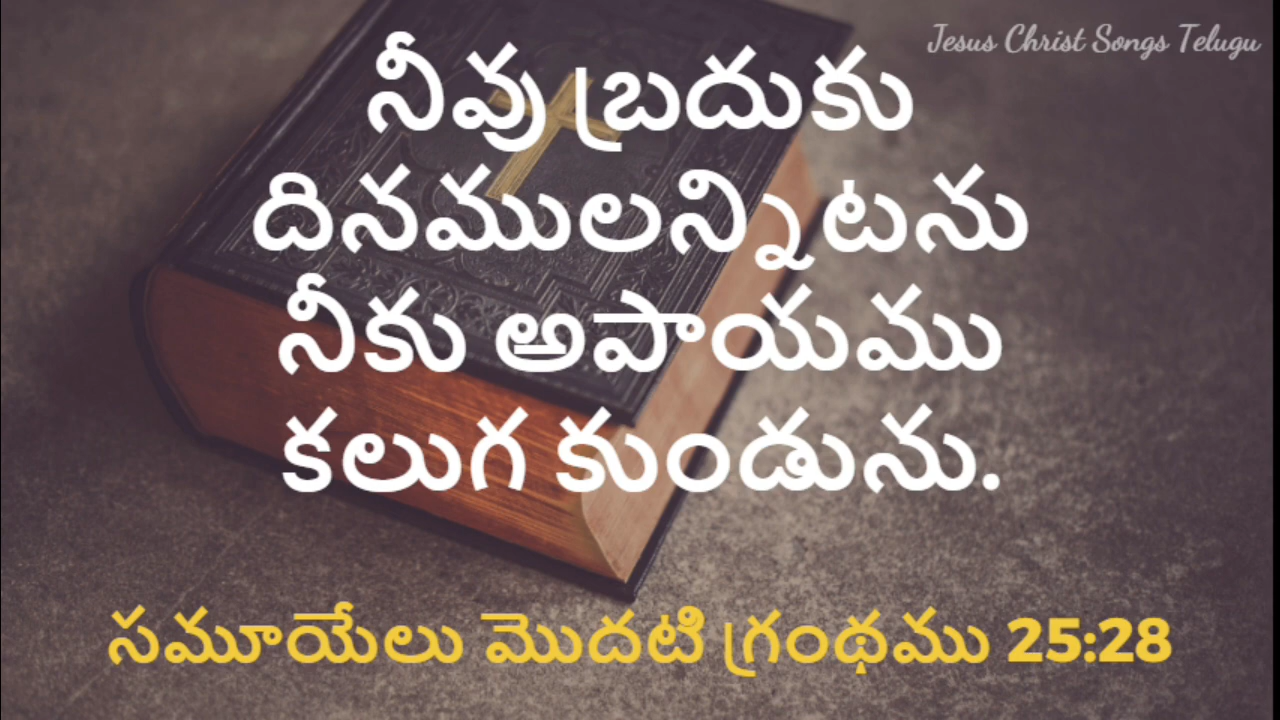 Jesus Christ Songs Telugu
నీవు బ్రదుకు
దినములన్నిటను
నీకు అపాయము
కలుగ కుండును.
సమూయేలు మొదటి గ్రంథము 25:28